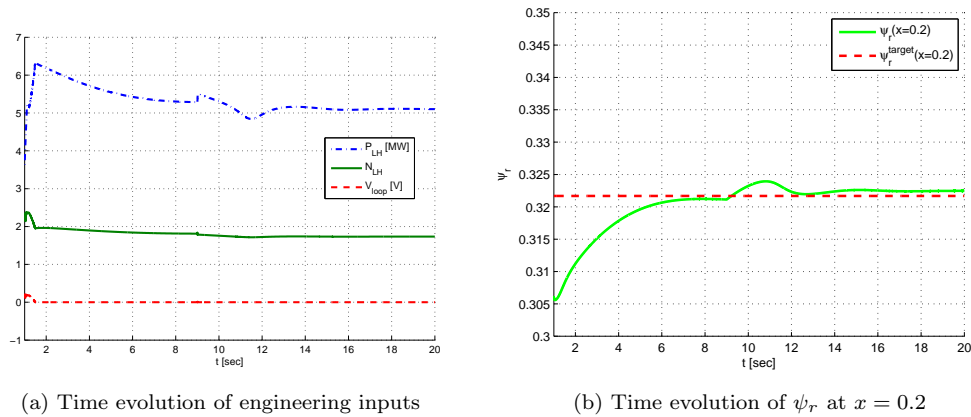 7
6
5
4
3
2
1
0
−1
2 4 6 8 10 12 14 16 18 20
t [sec]
P_LH [MW]
N_LH
V_loop [V]
(a) Time evolution of engineering inputs
0.35
0.345
0.34
0.335
0.33
0.325
0.32
0.315
0.31
0.305
0.3
ψ_r
2 4 6 8 10 12 14 16 18 20
t [sec]
ψ_r(x=0.2)
ψ_r^target(x=0.2)
(b) Time evolution of ψ_r at x = 0.2